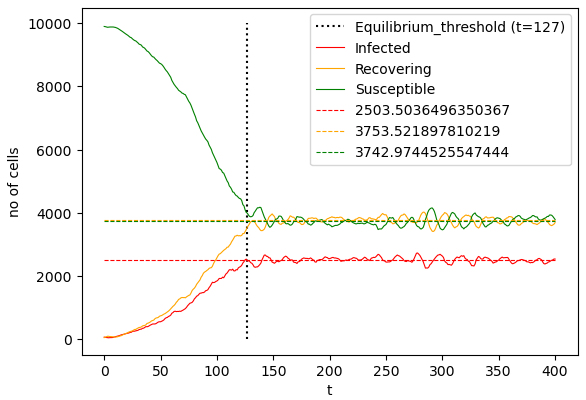 10000
8000
6000
4000
2000
0
no of cells
0 50 100 150 200 250 300 350 400
t
Equilibrium_threshold (t=127)
Infected
Recovering
Susceptible
2503.5036496350367
3753.521897810219
3742.9744525547444